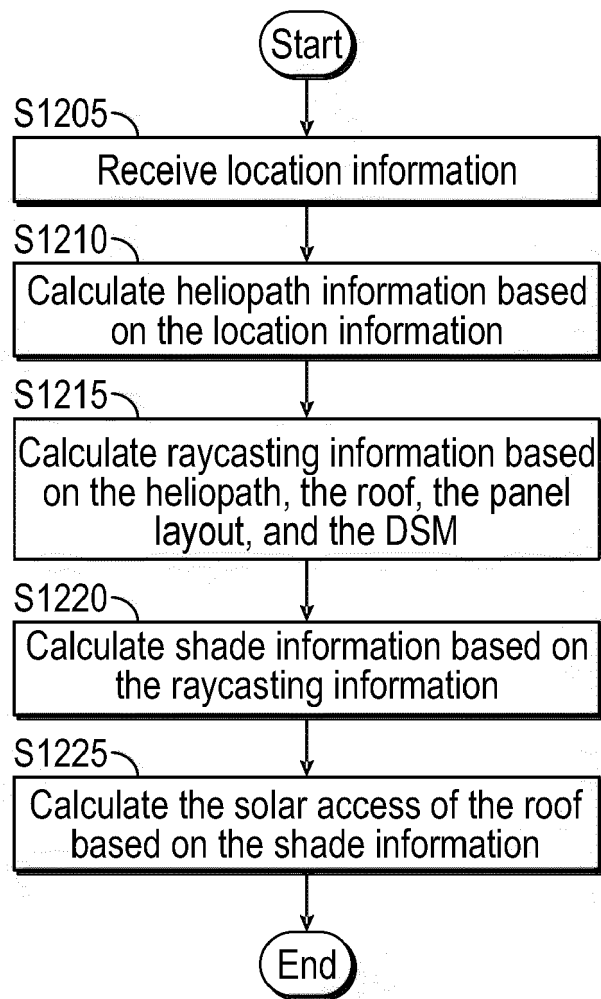 Start
S1205
Receive location information
S1210
Calculate heliopath information based
on the location information
S1215
Calculate raycasting information based
on the heliopath, the roof, the panel
layout, and the DSM
S1220
Calculate shade information based on
the raycasting information
S1225
Calculate the solar access of the roof
based on the shade information
End